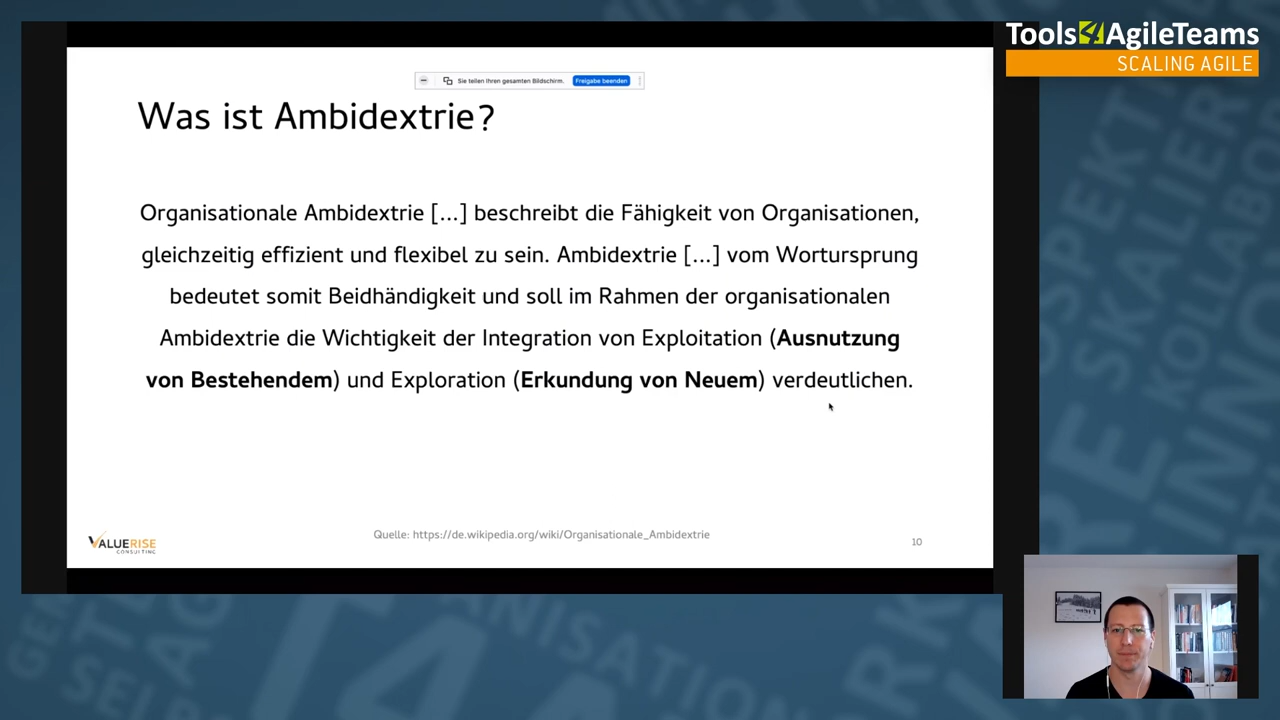 Tools4AgileTeams
SCALING AGILE
Sie teilen Ihren gesamten Bildschirm. Freigabe beenden
Was ist Ambidextrie?
Organisationale Ambidextrie [...] beschreibt die Fähigkeit von Organisationen,
gleichzeitig effizient und flexibel zu sein. Ambidextrie [...] vom Wortursprung
bedeutet somit Beidhändigkeit und soll im Rahmen der organisationalen
Ambidextrie die Wichtigkeit der Integration von Exploitation (Ausnutzung
von Bestehendem) und Exploration (Erkundung von Neuem) verdeutlichen.
VALUERISE
CONSULTING
Quelle: https://de.wikipedia.org/wiki/Organisationale_Ambidextrie
10